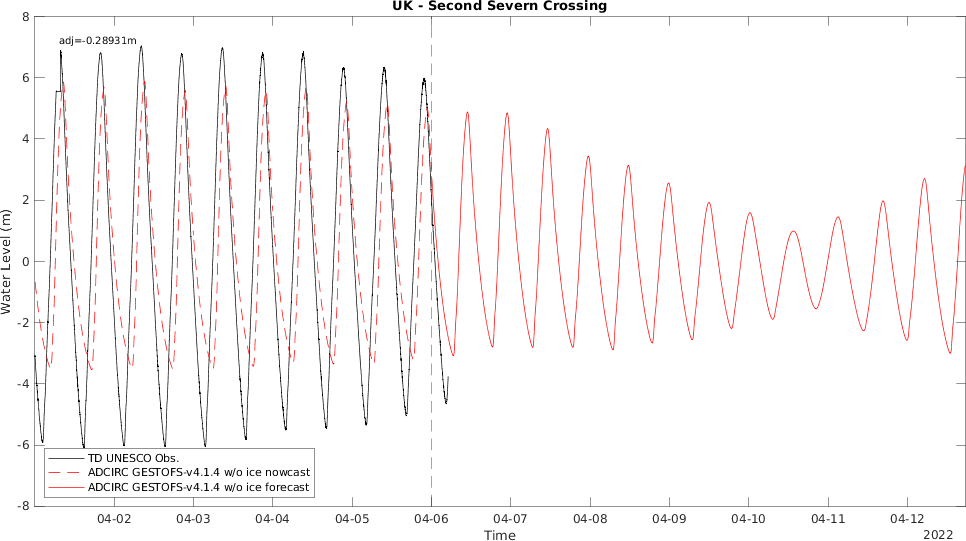 UK - Second Severn Crossing
adj=-0.28931m
8
6
4
2
0
-2
-4
-6
-8
Water Level (m)
TD UNESCO Obs.
ADCIRC GESTOFS-v4.1.4 w/o ice nowcast
ADCIRC GESTOFS-v4.1.4 w/o ice forecast
04-02 04-03 04-04 04-05 04-06 04-07 04-08 04-09 04-10 04-11 04-12
Time
2022